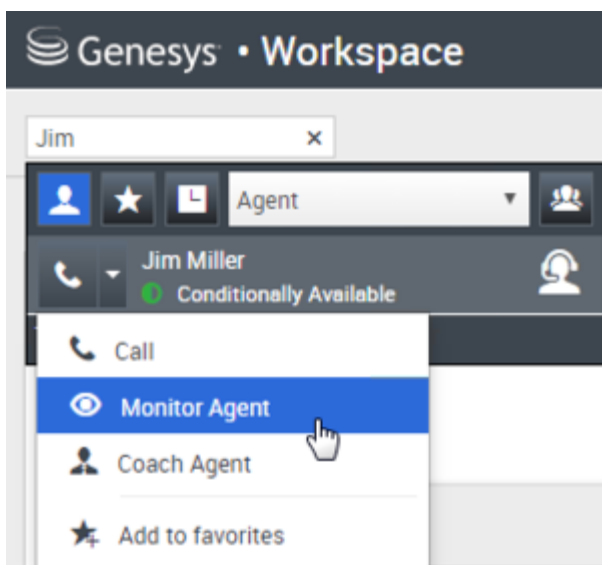 Genesys • Workspace
Jim ×
Agent
Jim Miller
Conditionally Available
Call
Monitor Agent
Coach Agent
Add to favorites